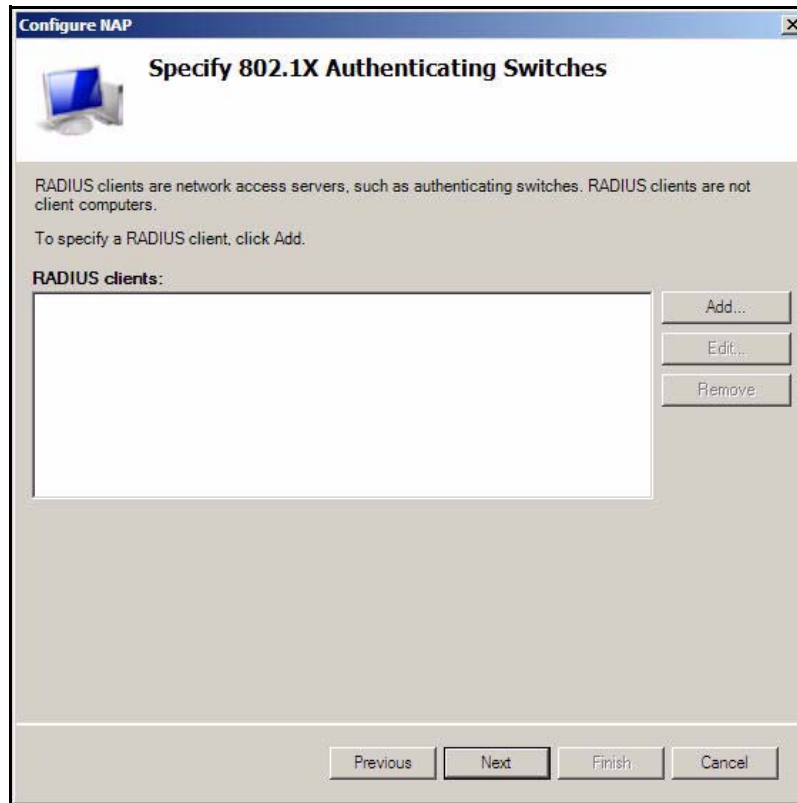 Configure NAP
Specify 802.1X Authenticating Switches
RADIUS clients are network access servers, such as authenticating switches. RADIUS clients are not
client computers.
To specify a RADIUS client, click Add.
RADIUS clients:
Add...
Edit...
Remove
Previous
Next
Finish
Cancel